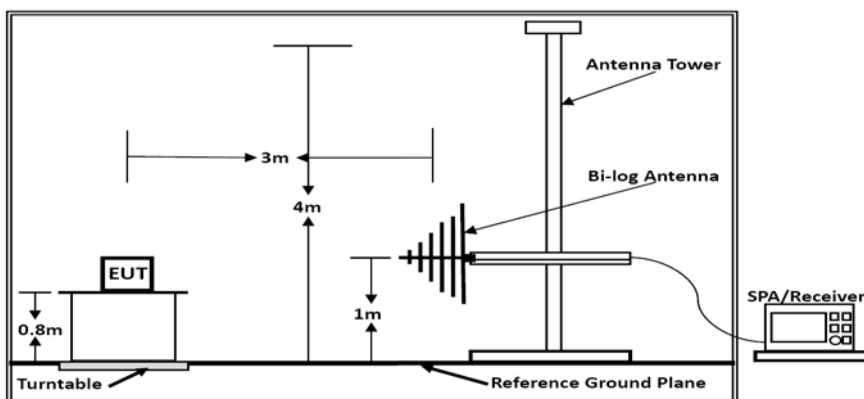 Antenna Tower
3m
Bi-log Antenna
4m
EUT
SPA/Receiver
0.8m
1m
Turntable
Reference Ground Plane